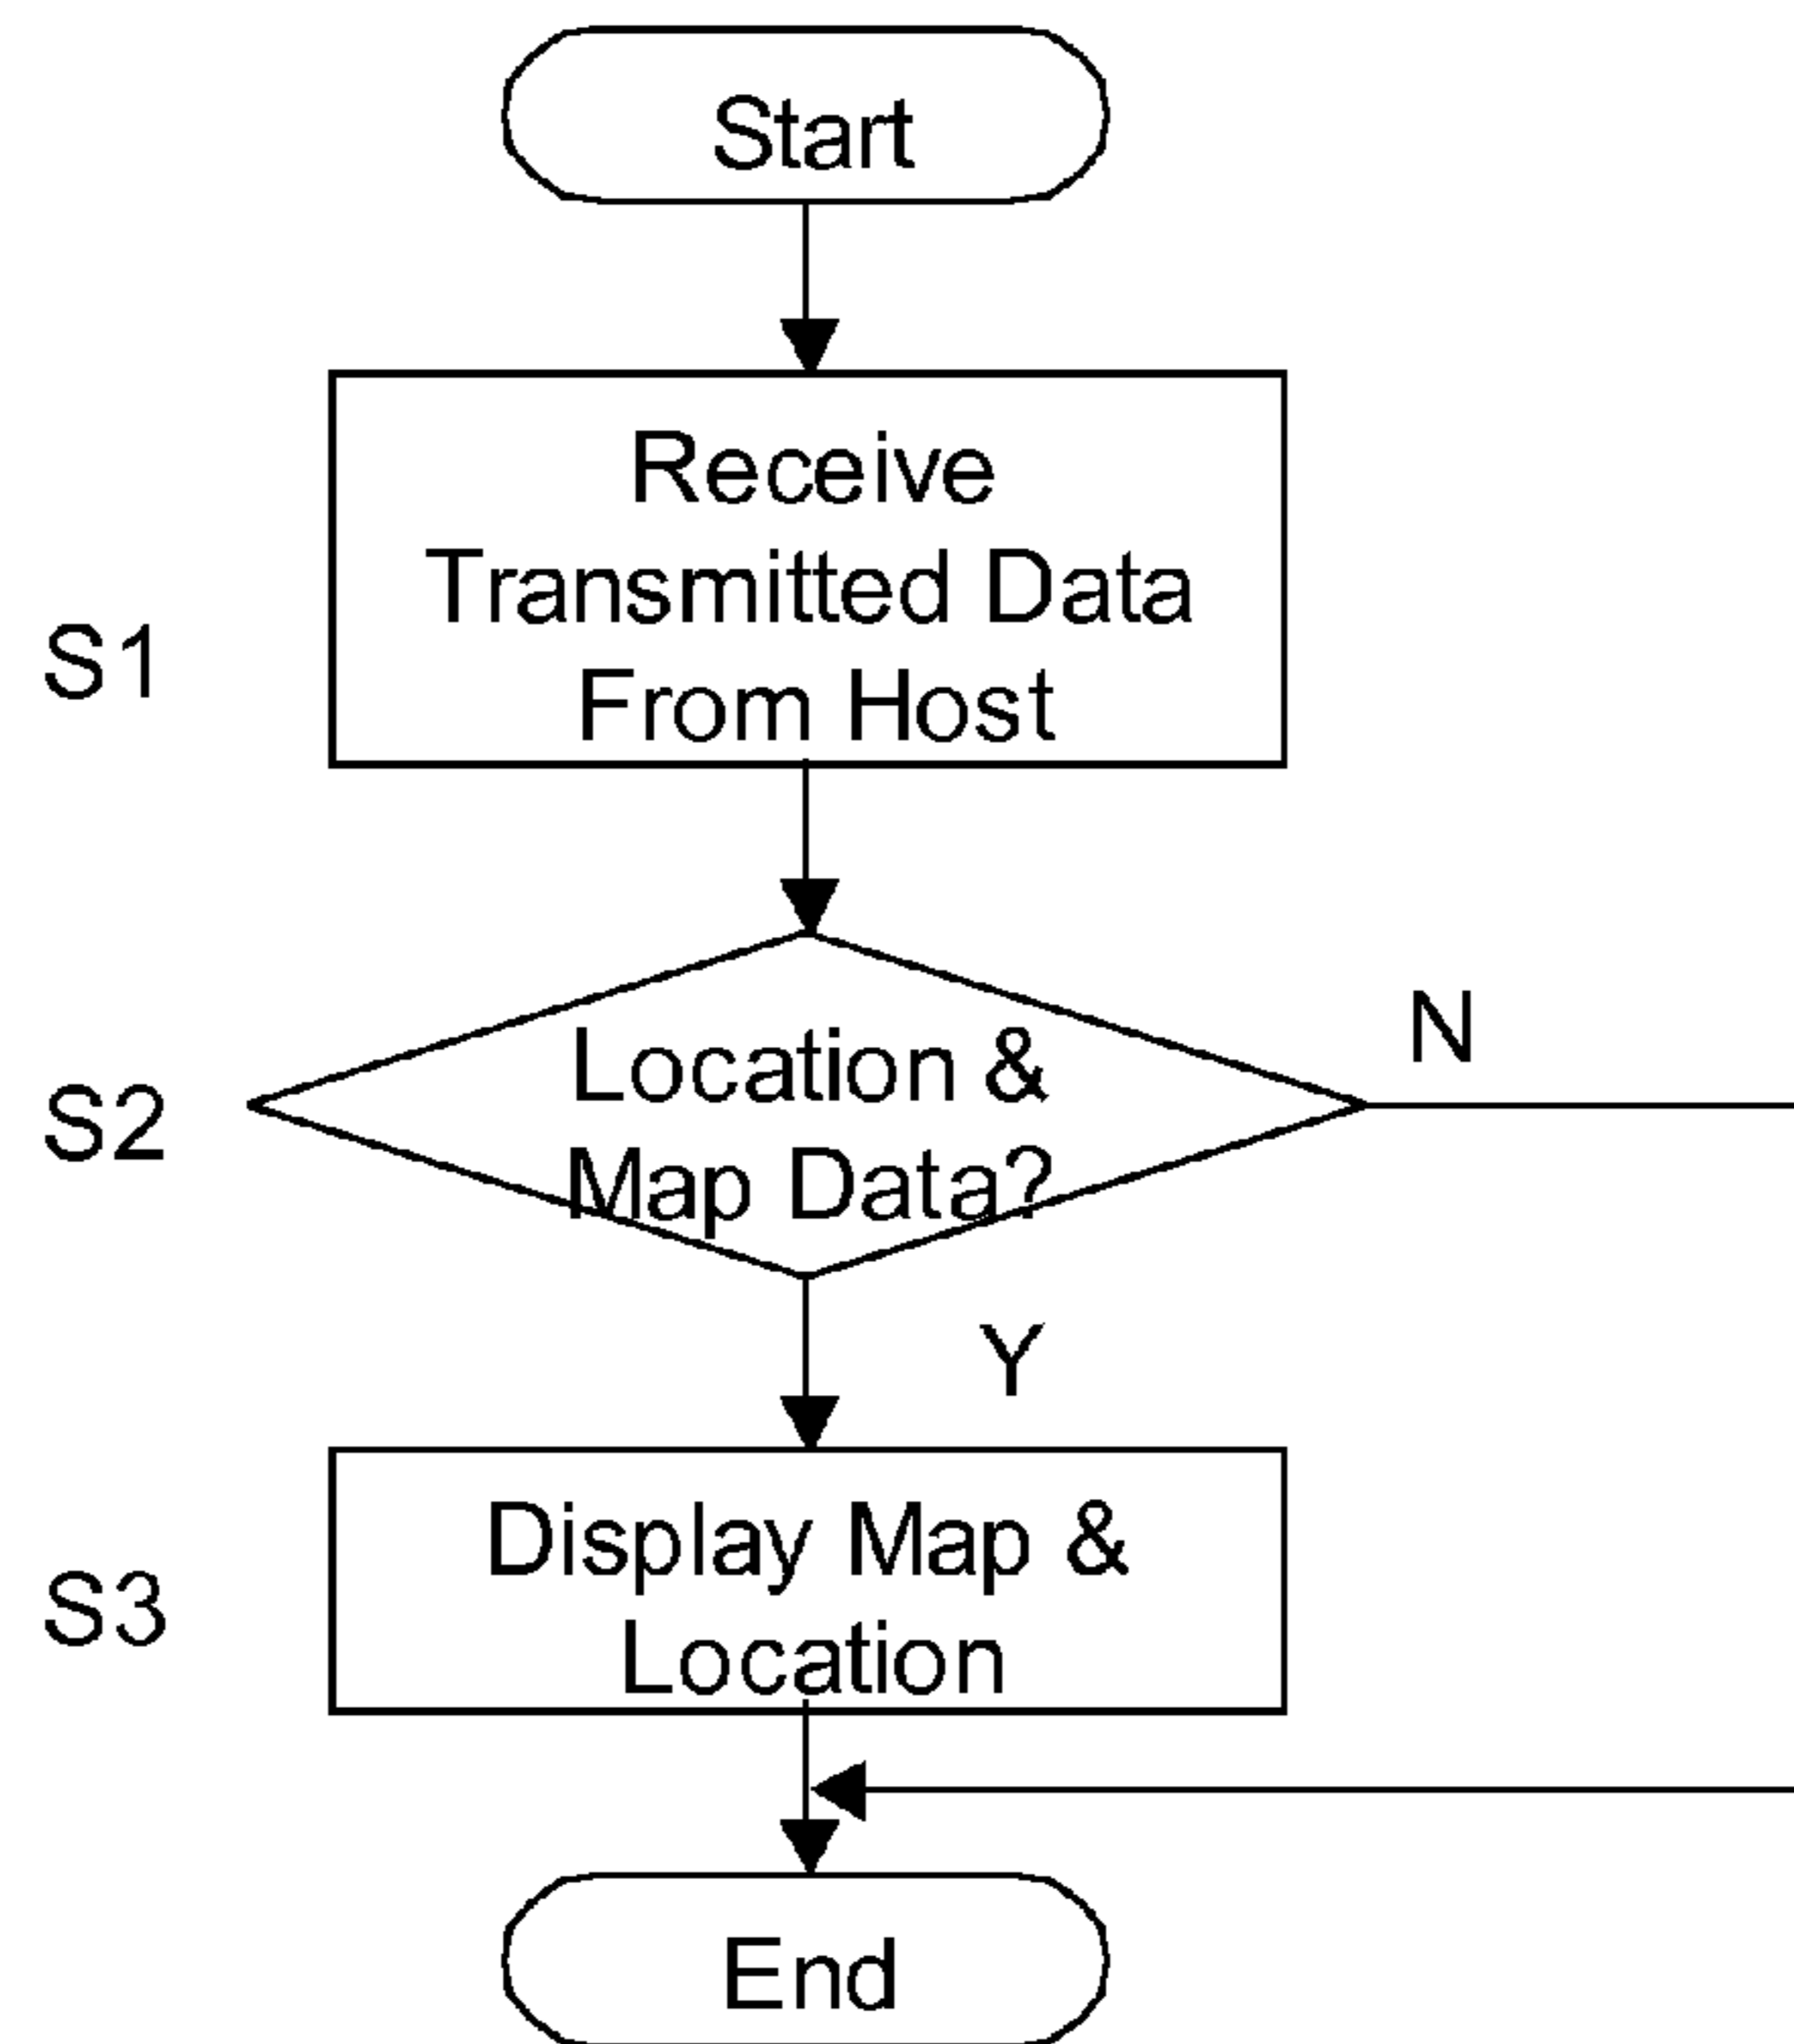 Start
Receive
Transmitted Data
From Host
S1
Location &
Map Data?
N
S2
Y
Display Map &
Location
S3
End